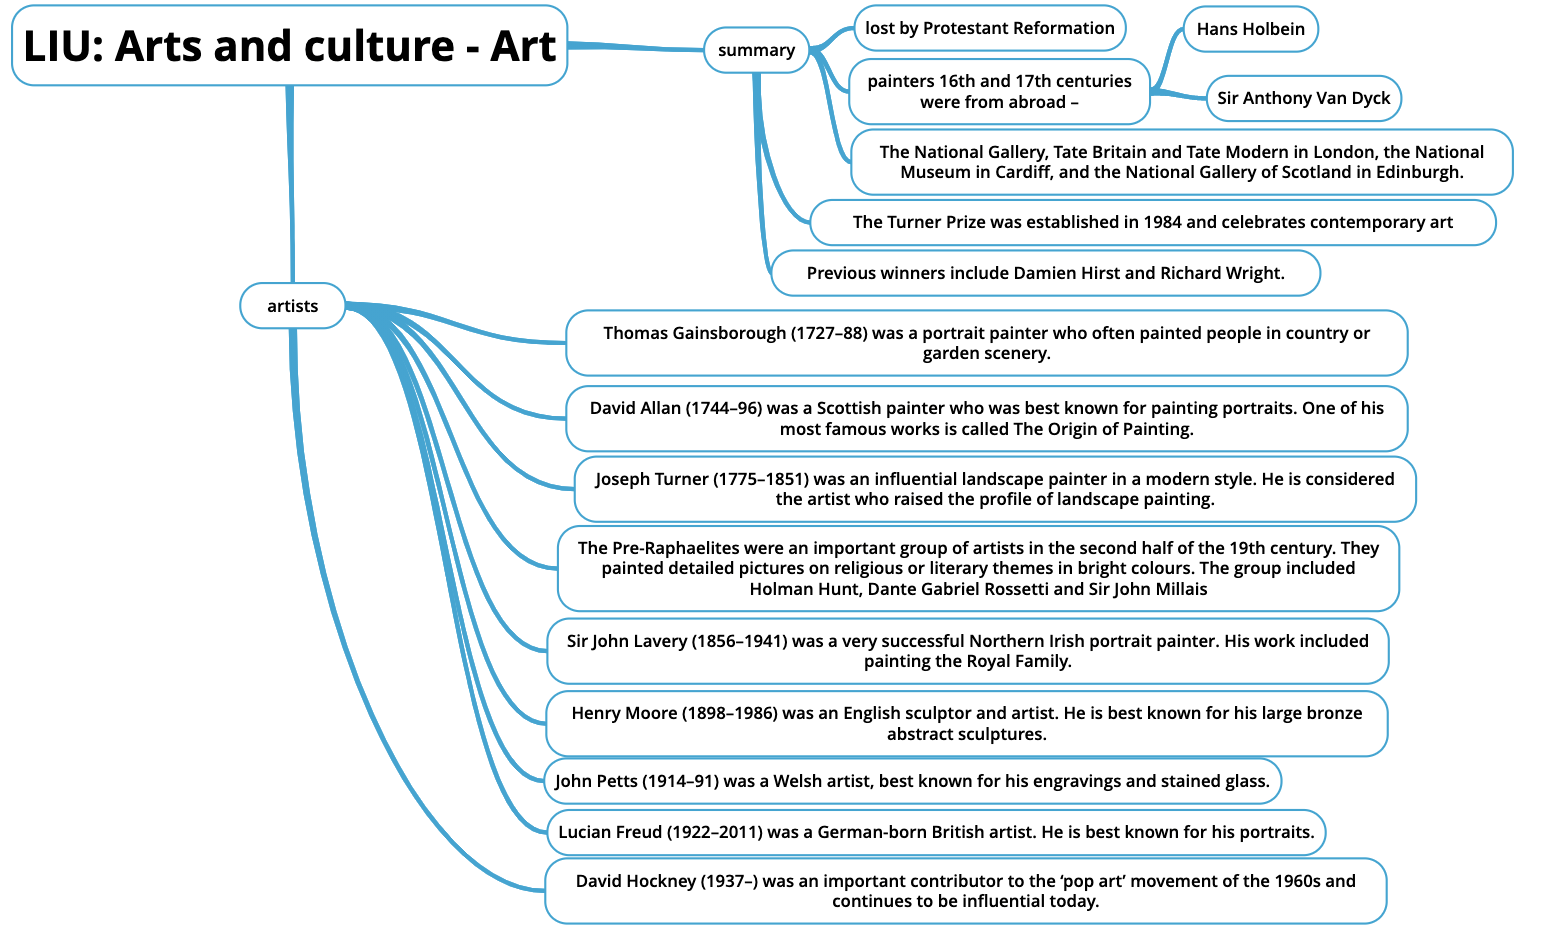 LIU: Arts and culture - Art
summary
lost by Protestant Reformation
painters 16th and 17th centuries
were from abroad –
Hans Holbein
Sir Anthony Van Dyck
The National Gallery, Tate Britain and Tate Modern in London, the National
Museum in Cardiff, and the National Gallery of Scotland in Edinburgh.
The Turner Prize was established in 1984 and celebrates contemporary art
Previous winners include Damien Hirst and Richard Wright.
artists
Thomas Gainsborough (1727–88) was a portrait painter who often painted people in country or
garden scenery.
David Allan (1744–96) was a Scottish painter who was best known for painting portraits. One of his
most famous works is called The Origin of Painting.
Joseph Turner (1775–1851) was an influential landscape painter in a modern style. He is considered
the artist who raised the profile of landscape painting.
The Pre-Raphaelites were an important group of artists in the second half of the 19th century. They
painted detailed pictures on religious or literary themes in bright colours. The group included
Holman Hunt, Dante Gabriel Rossetti and Sir John Millais
Sir John Lavery (1856–1941) was a very successful Northern Irish portrait painter. His work included
painting the Royal Family.
Henry Moore (1898–1986) was an English sculptor and artist. He is best known for his large bronze
abstract sculptures.
John Petts (1914–91) was a Welsh artist, best known for his engravings and stained glass.
Lucian Freud (1922–2011) was a German-born British artist. He is best known for his portraits.
David Hockney (1937–) was an important contributor to the ‘pop art’ movement of the 1960s and
continues to be influential today.